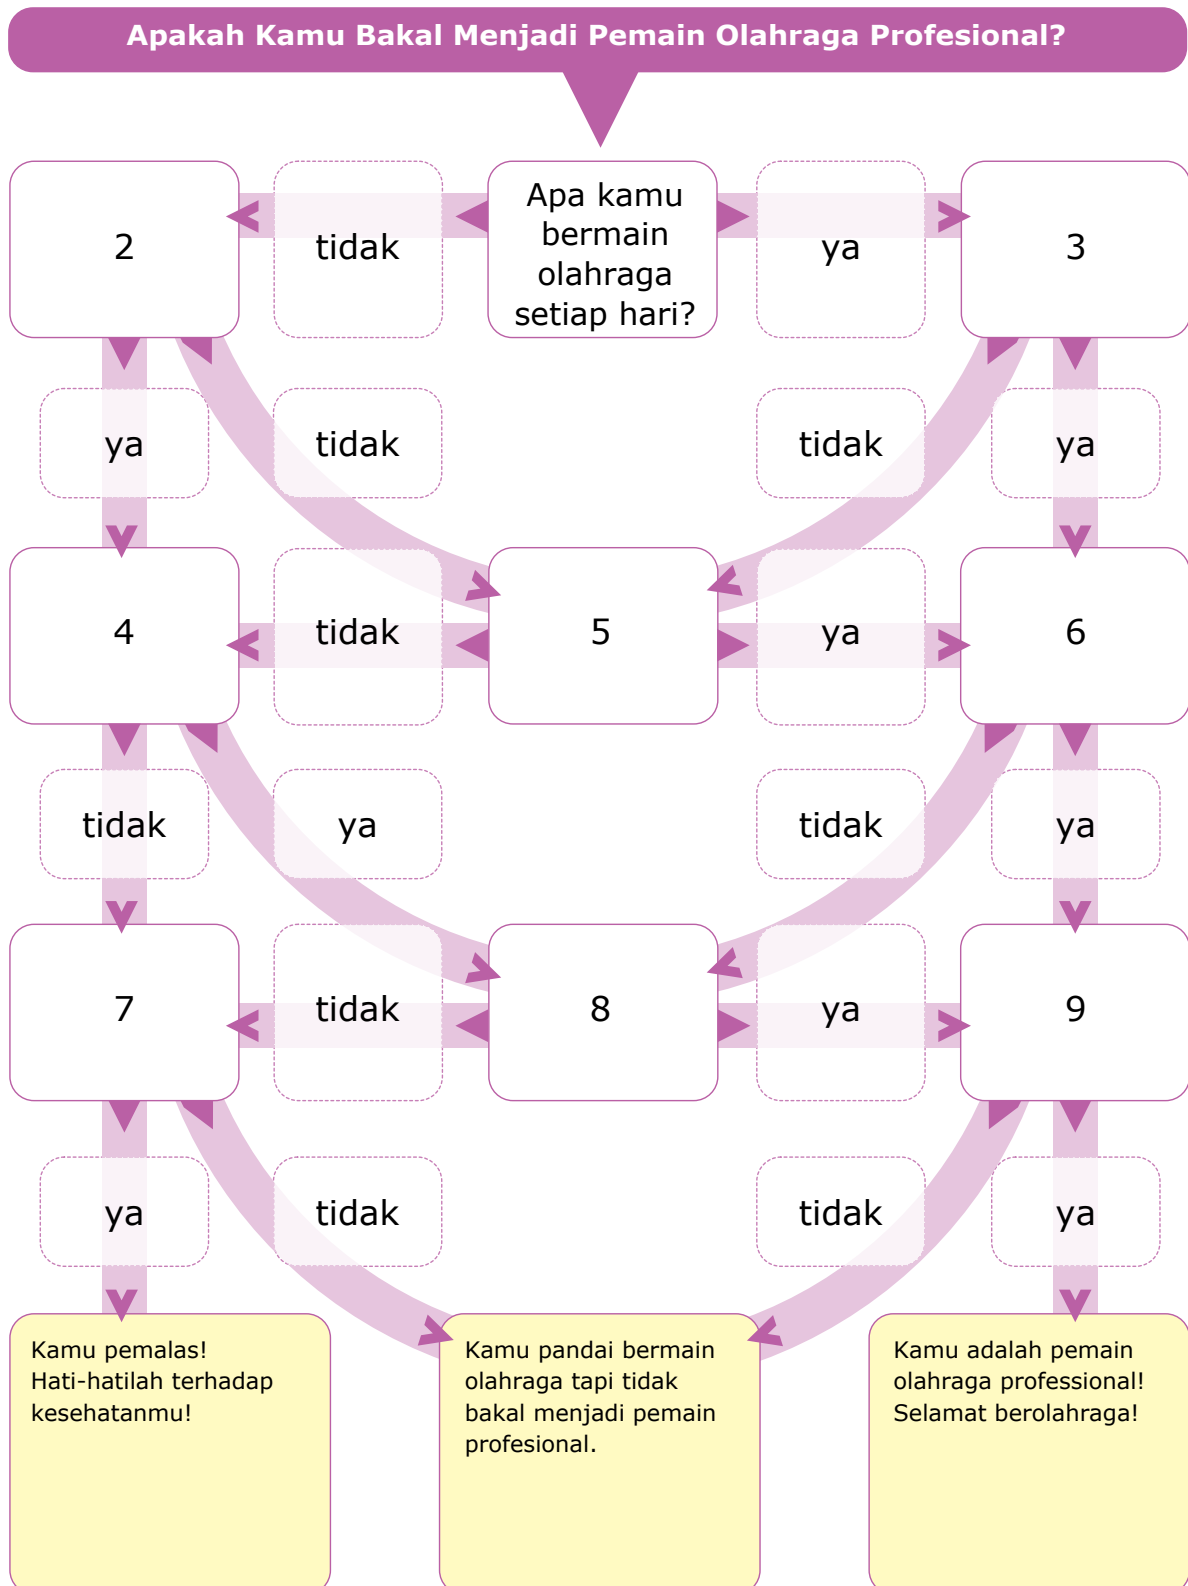 Apakah Kamu Bakal Menjadi Pemain Olahraga Profesional?
2
tidak
Apa kamu
bermain
olahraga
setiap hari?
ya
3
ya
tidak
tidak
ya
4
tidak
5
ya
6
tidak
ya
tidak
ya
7
tidak
8
ya
9
ya
tidak
tidak
ya
Kamu pemalas!
Hati-hatilah terhadap
kesehatanmu!
Kamu pandai bermain
olahraga tapi tidak
bakal menjadi pemain
profesional.
Kamu adalah pemain
olahraga professional!
Selamat berolahraga!